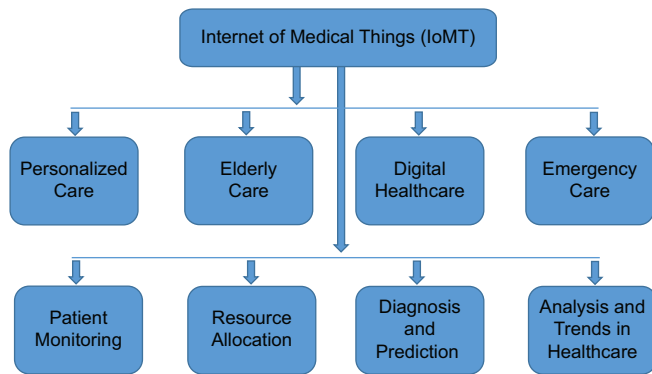 Internet of Medical Things (IoMT)
Personalized
Care
Elderly
Care
Digital
Healthcare
Emergency
Care
Patient
Monitoring
Resource
Allocation
Diagnosis
and
Prediction
Analysis and
Trends in
Healthcare